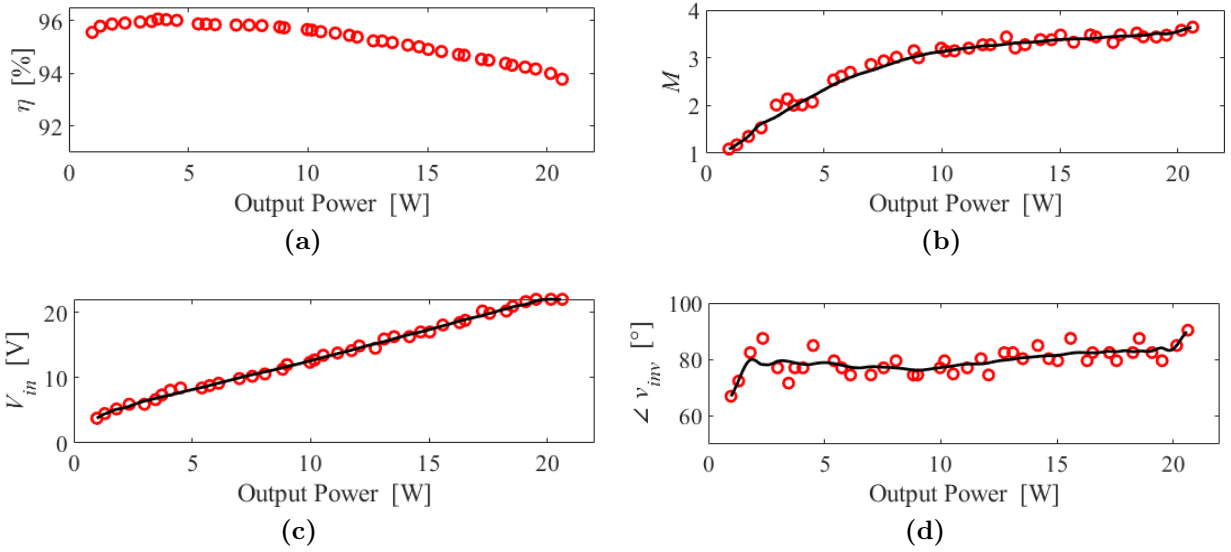 96
94
92
η [%]
0 5 10 15 20
Output Power [W]
(a)
4
3
2
1
M
0 5 10 15 20
Output Power [W]
(b)
20
10
0
V_in [V]
0 5 10 15 20
Output Power [W]
(c)
100
80
60
∠ v_inv [°]
0 5 10 15 20
Output Power [W]
(d)